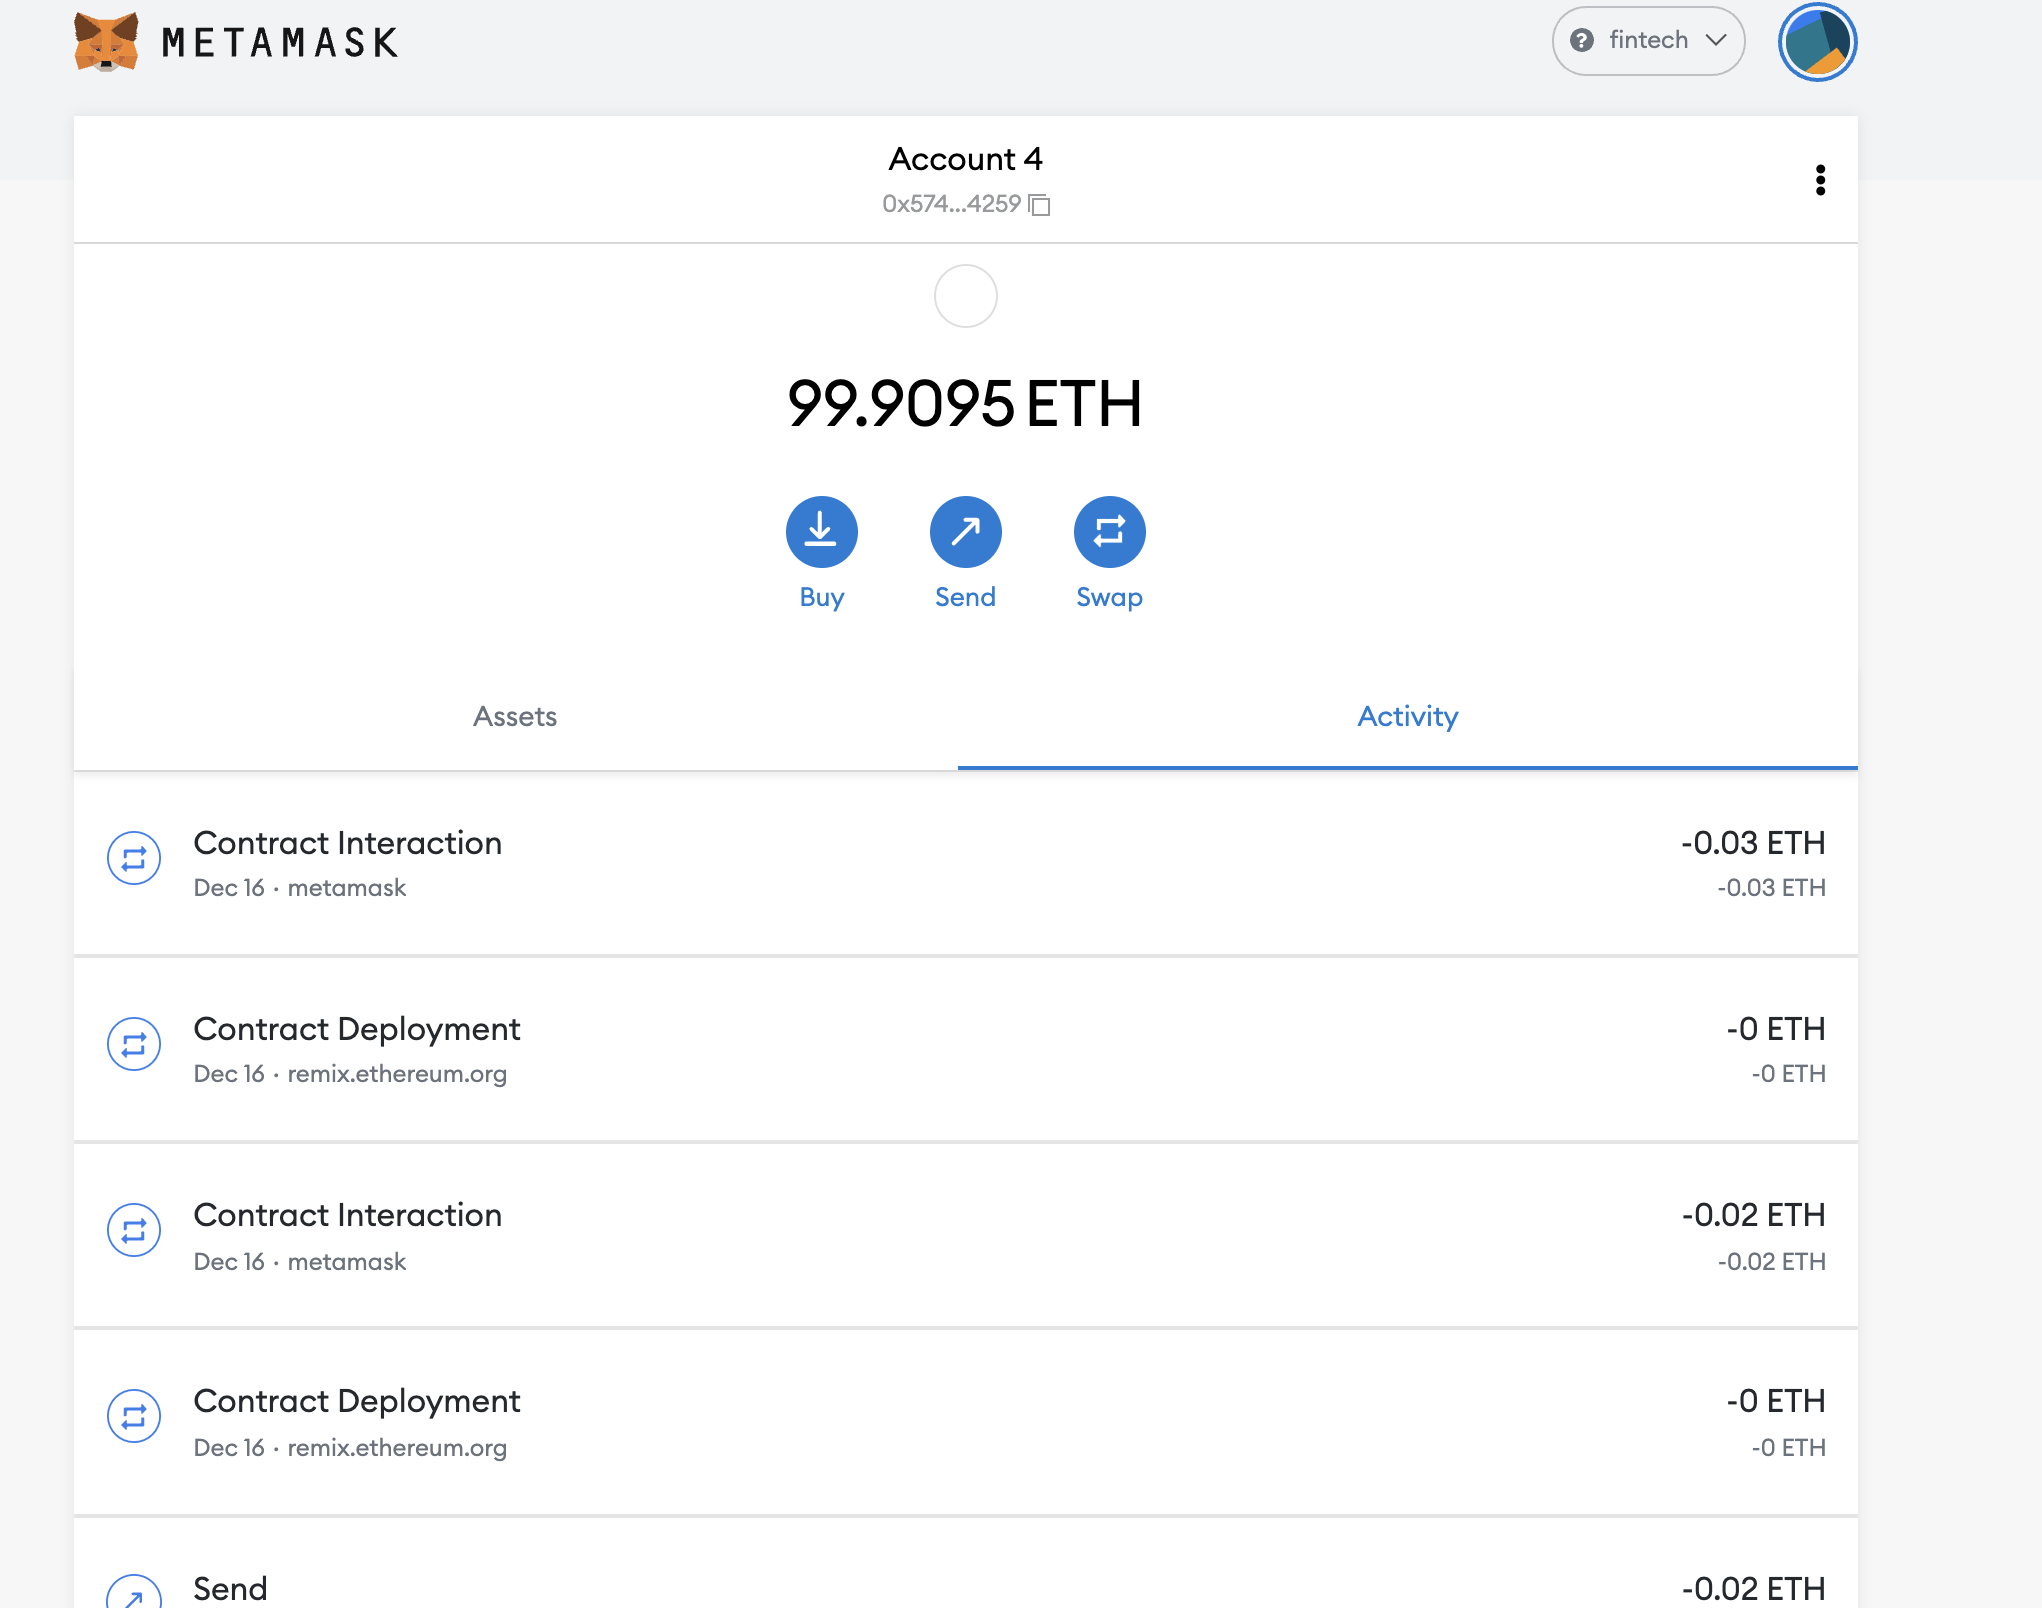 METAMASK
? fintech
Account 4
0x574...4259
99.9095 ETH
Buy Send Swap
Assets Activity
Contract Interaction -0.03 ETH
Dec 16 · metamask -0.03 ETH
Contract Deployment -0 ETH
Dec 16 · remix.ethereum.org -0 ETH
Contract Interaction -0.02 ETH
Dec 16 · metamask -0.02 ETH
Contract Deployment -0 ETH
Dec 16 · remix.ethereum.org -0 ETH
Send -0.02 ETH